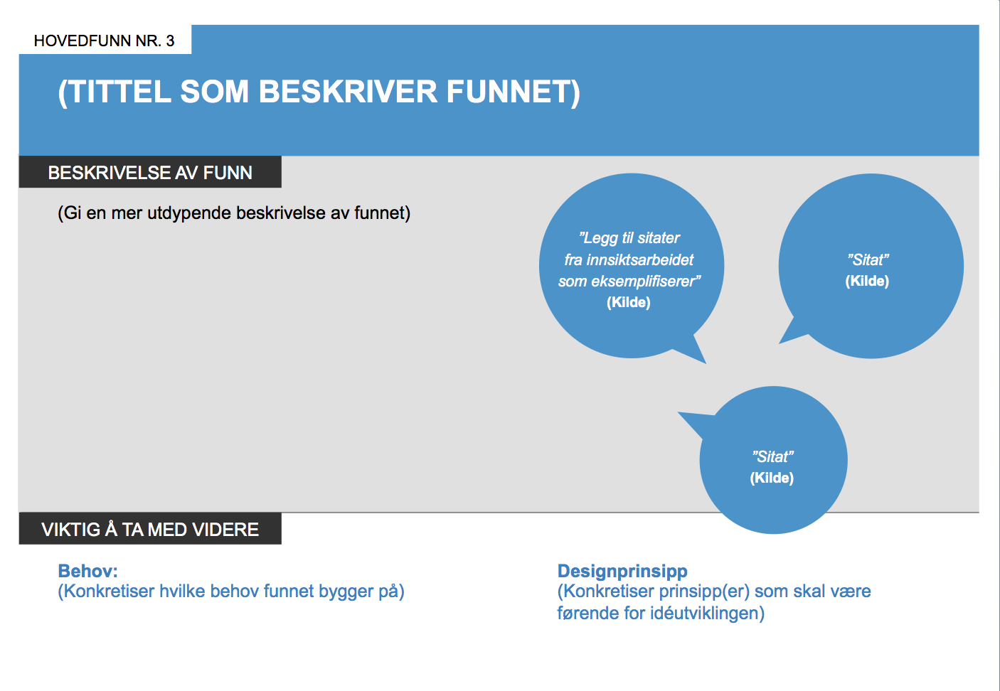 HOVEDFUNN NR. 3
(TITTEL SOM BESKRIVER FUNNET)
BESKRIVELSE AV FUNN
(Gi en mer utdypende beskrivelse av funnet)
”Legg til sitater
fra innsiktsarbeidet
som eksemplifiserer”
(Kilde)
”Sitat”
(Kilde)
”Sitat”
(Kilde)
VIKTIG Å TA MED VIDERE
Behov:
(Konkretiser hvilke behov funnet bygger på)
Designprinsipp
(Konkretiser prinsipp(er) som skal være
førende for idéutviklingen)